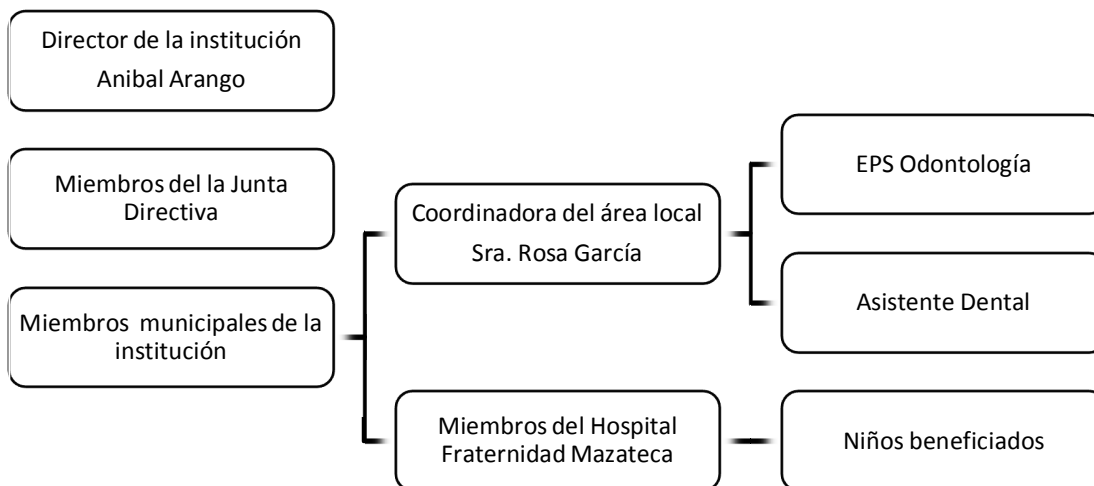 Director de la institución
Anibal Arango
Miembros del la Junta
Directiva
Miembros municipales de la
institución
Coordinadora del área local
Sra. Rosa García
Miembros del Hospital
Fraternidad Mazateca
EPS Odontología
Asistente Dental
Niños beneficiados